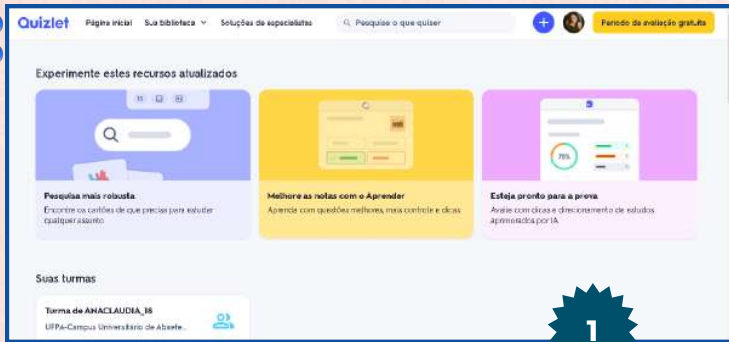 Quizlet Página inicial Sua biblioteca Soluções de especialistas Pesquise o que quiser + Período de avaliação gratuita
Experimente estes recursos atualizados
75%
Pesquisa mais robusta
Encontre os cartões de que precisa para estudar
qualquer assunto
Melhore as notas com o Aprender
Aprenda com questões melhores, mais controle e dicas
Esteja pronto para a prova
Avalie com dicas e direcionamento de estudos
aprimorados por IA
Suas turmas
Turma de ANACLAUDIA_18
UFPA-Campus Universitário de Abaete...
1